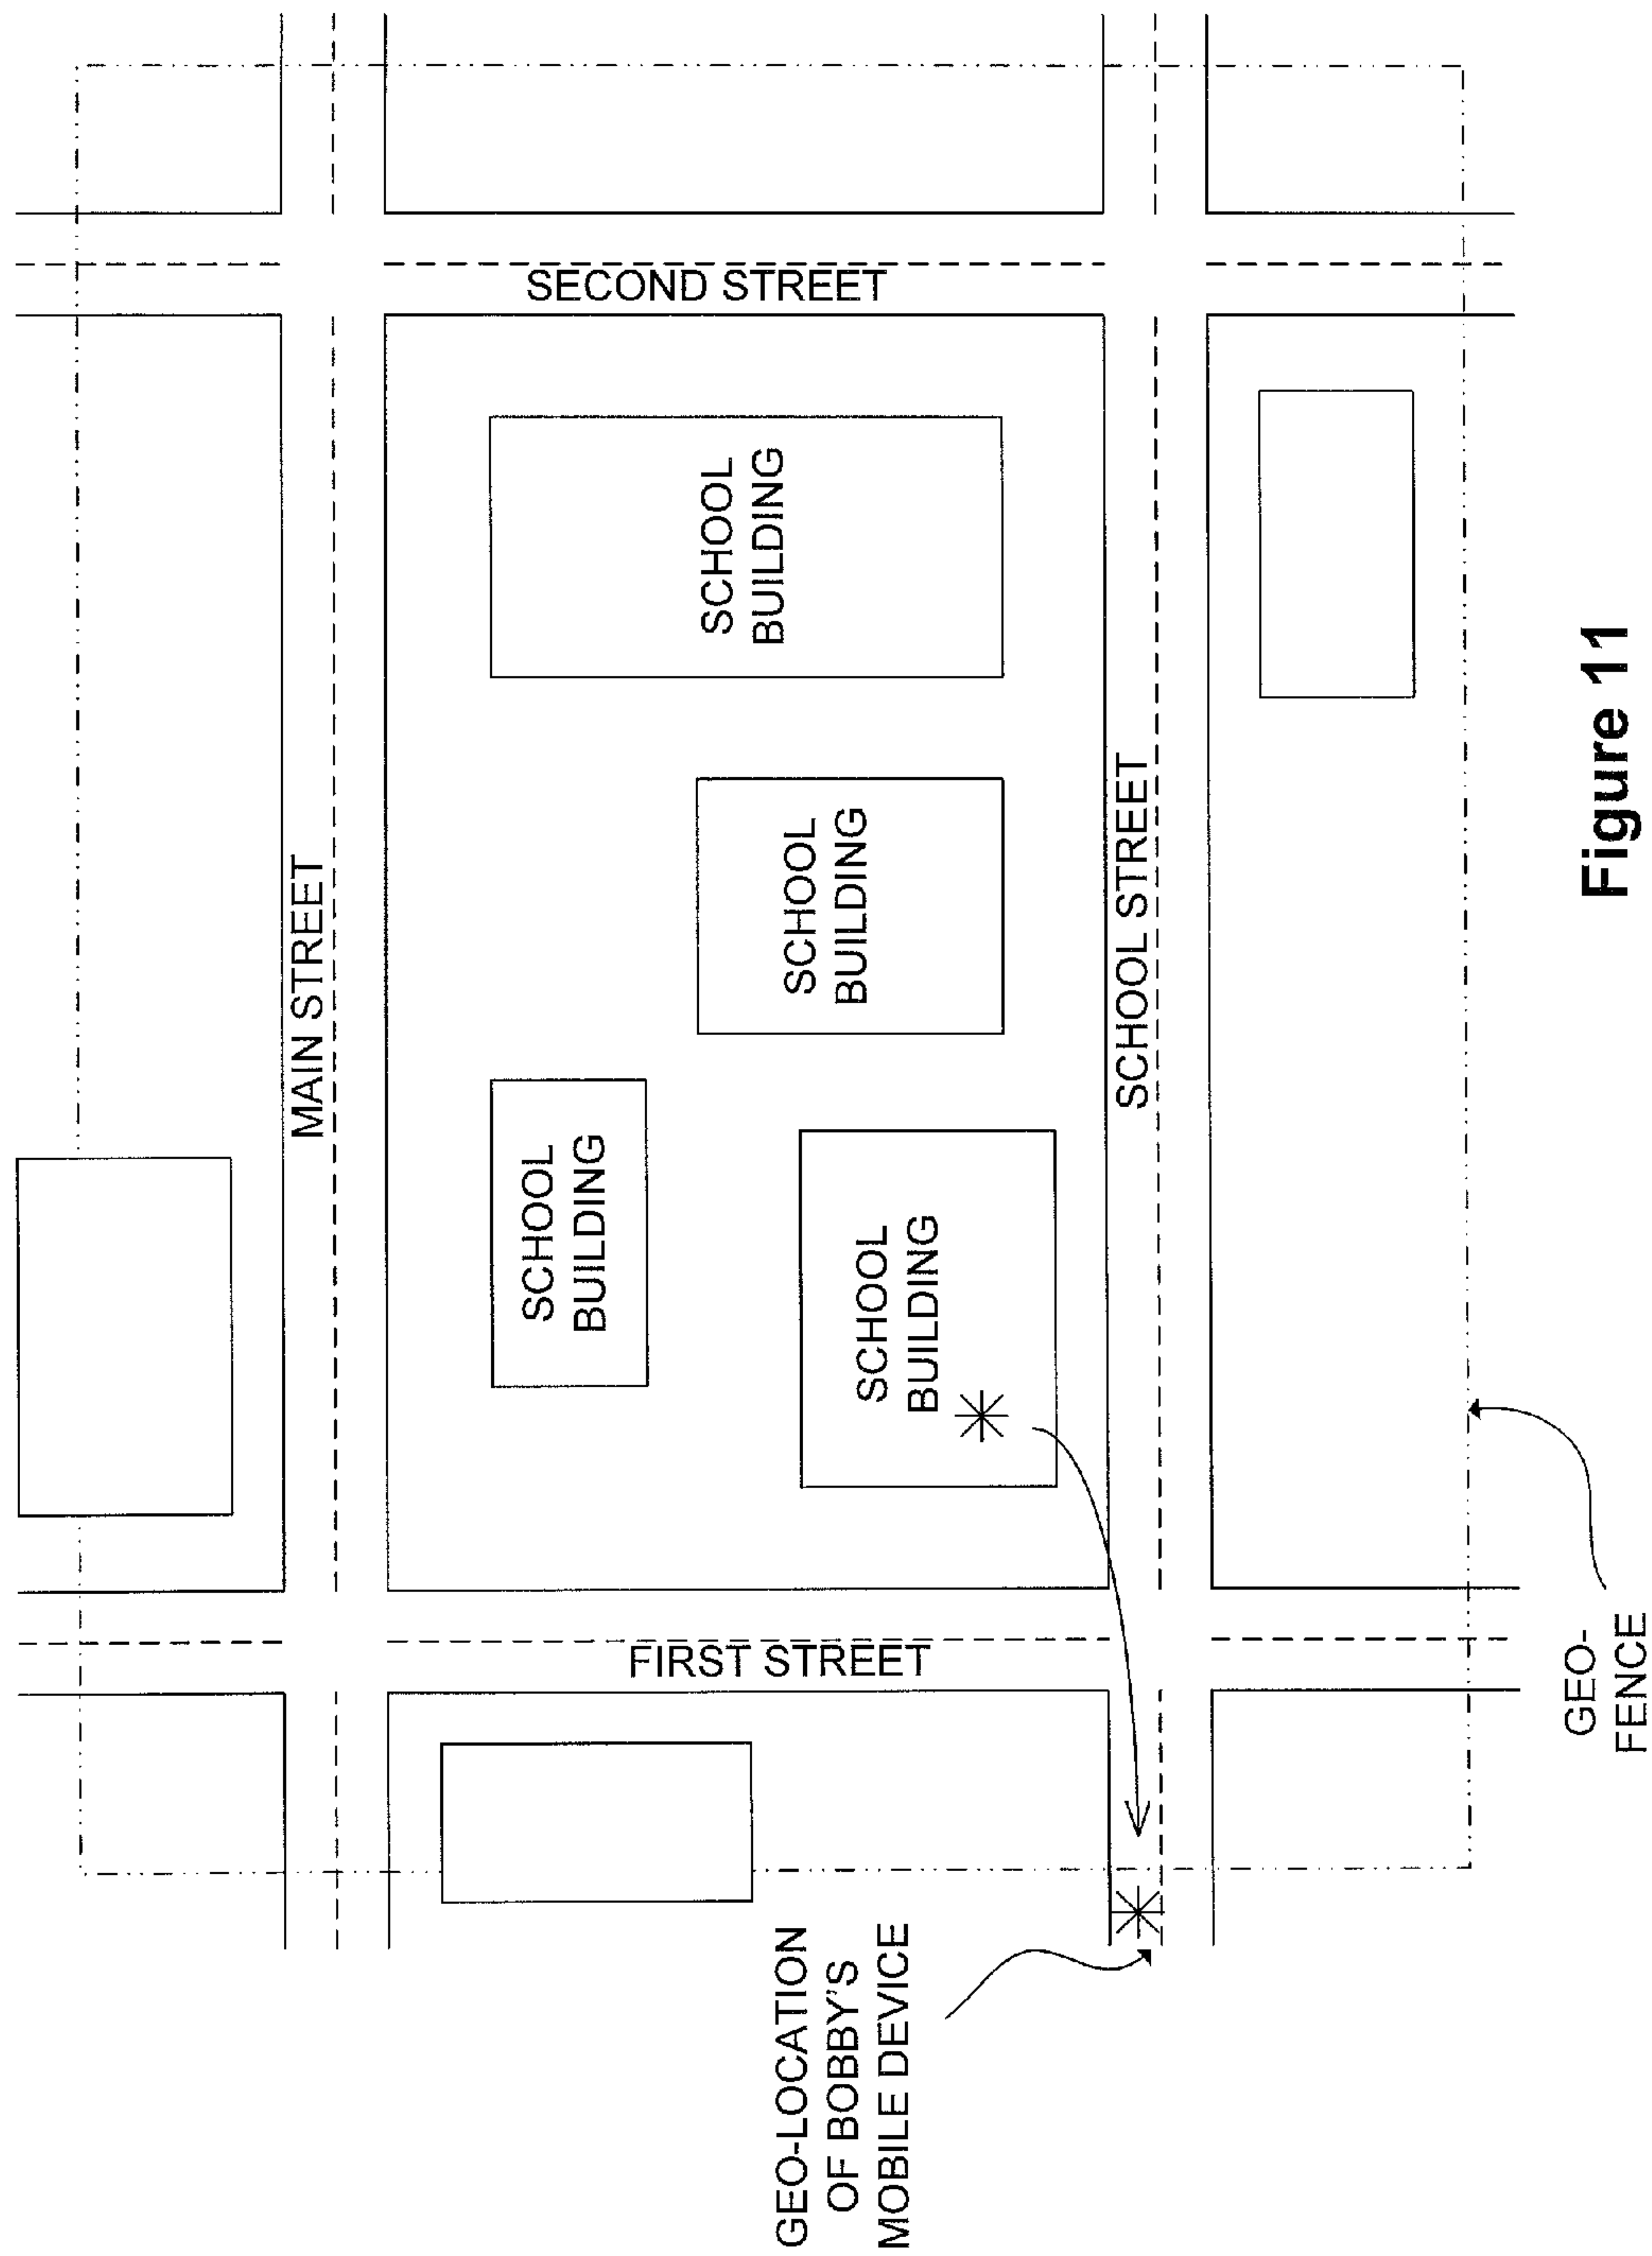 MAIN STREET
SECOND STREET
SCHOOL
BUILDING
SCHOOL
BUILDING
SCHOOL
BUILDING
SCHOOL
BUILDING
FIRST STREET
SCHOOL STREET
GEO-LOCATION
OF BOBBY'S
MOBILE DEVICE
GEO-
FENCE
Figure 11